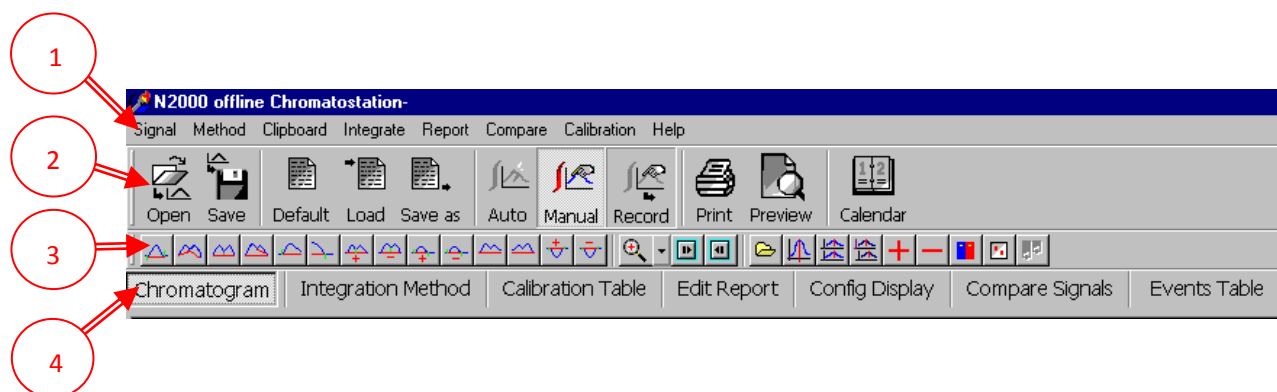 1
N2000 offline Chromatostation-
Signal Method Clipboard Integrate Report Compare Calibration Help
2
Open Save Default Load Save as Auto Manual Record Print Preview Calendar
3
Chromatogram Integration Method Calibration Table Edit Report Config Display Compare Signals Events Table
4